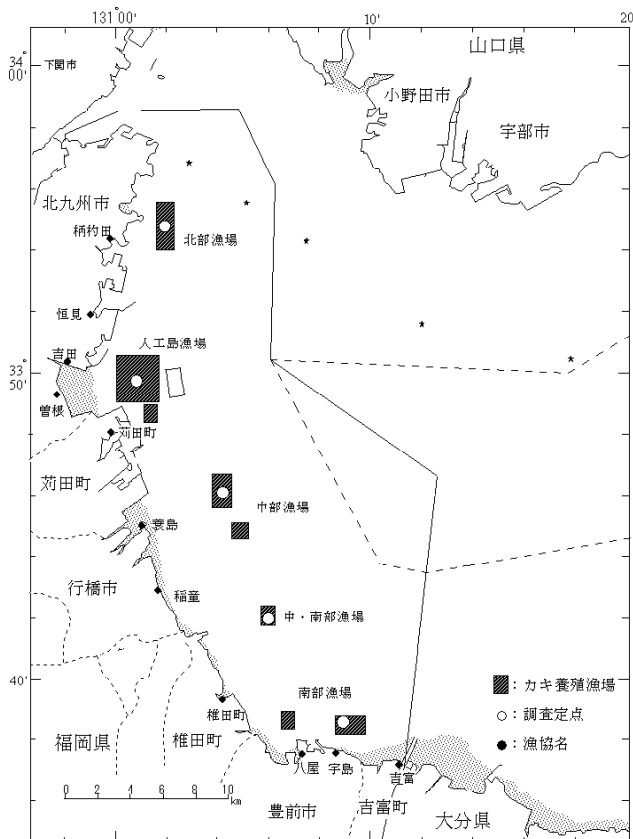 131 00'
10'
20
34
00'
下関市
山口県
小野田市
宇部市
北九州市
柄杓田
北部漁場
恒見
人工島漁場
吉田
33°
50'
曽根
苅田町
苅田町
中部漁場
蓑島
行橋市
稲童
中・南部漁場
40'
南部漁場
:カキ養殖漁場
:調査定点
:漁協名
椎田町
福岡県
椎田町
八屋
宇島
吉富
0 2 4 6 8 10
km
豊前市
吉富町
大分県